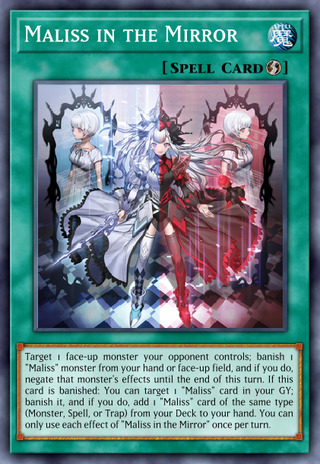 Maliss in the Mirror
魔
[Spell Card]
Target 1 face-up monster your opponent controls; banish 1
"Maliss" monster from your hand or face-up field, and if you do,
negate that monster's effects until the end of this turn. If this
card is banished: You can target 1 "Maliss" card in your GY;
banish it, and if you do, add 1 "Maliss" card of the same type
(Monster, Spell, or Trap) from your Deck to your hand. You can
only use each effect of "Maliss in the Mirror" once per turn.